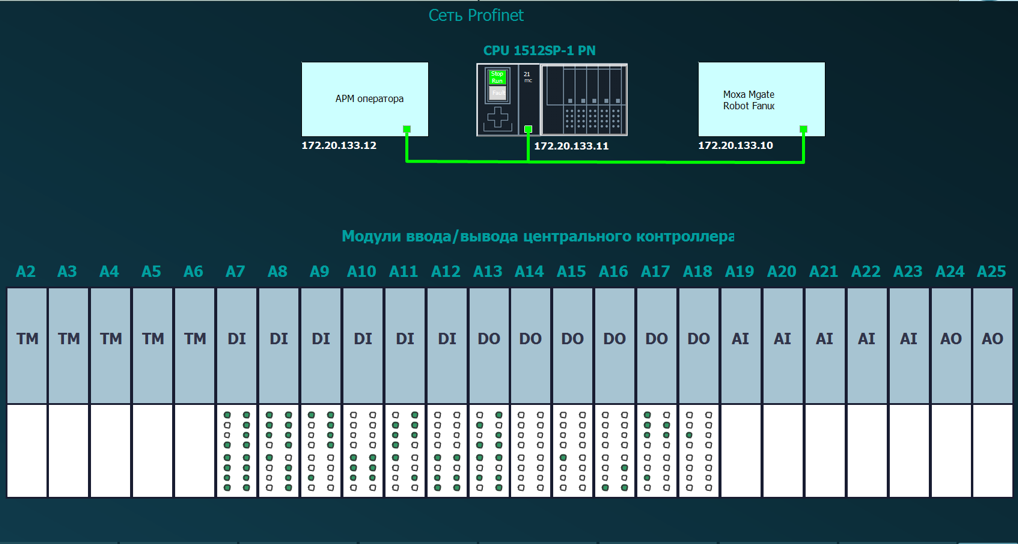 Сеть Profinet
CPU 1512SP-1 PN
Stop
Run
Fault
21
mc
АРМ оператора
Moxa Mgate
Robot Fanuc
172.20.133.12
172.20.133.11
172.20.133.10
Модули ввода/вывода центрального контроллера
A2 A3 A4 A5 A6 A7 A8 A9 A10 A11 A12 A13 A14 A15 A16 A17 A18 A19 A20 A21 A22 A23 A24 A25
TM TM TM TM TM DI DI DI DI DI DI DO DO DO DO DO DO AI AI AI AI AI AO AO